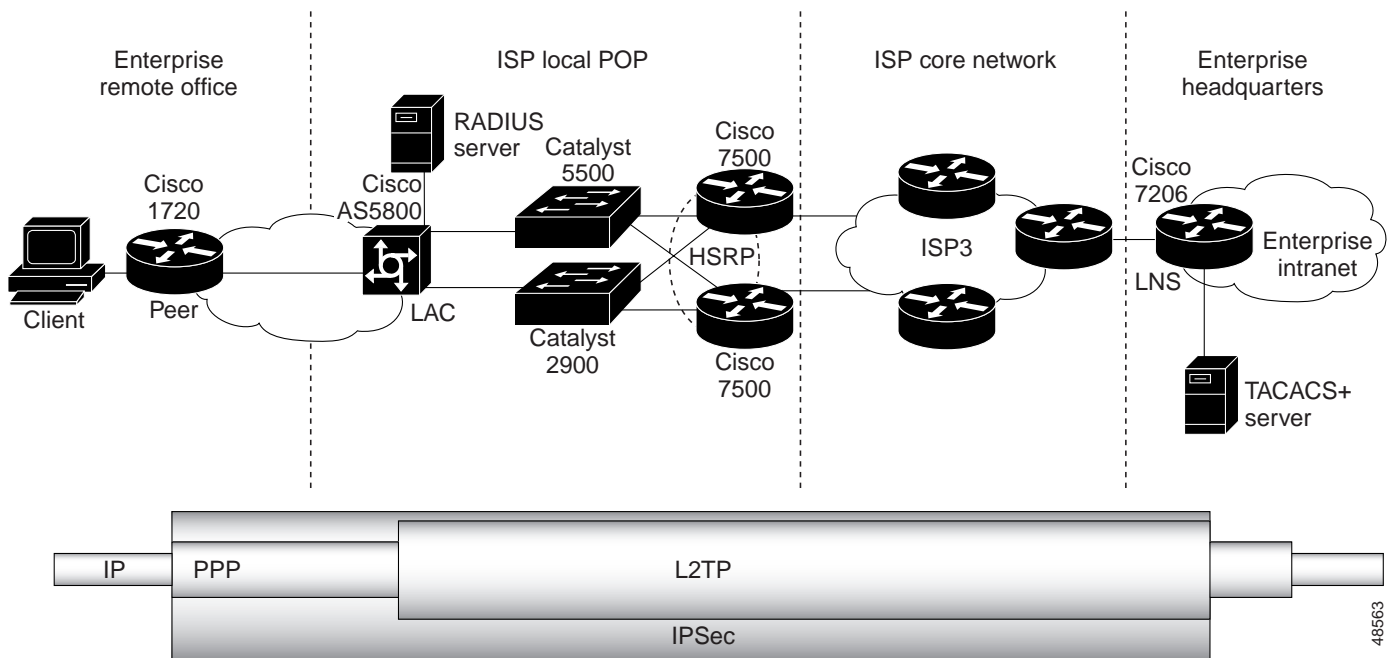 Enterprise
remote office
ISP local POP
ISP core network
Enterprise
headquarters
RADIUS
server
Catalyst
5500
Cisco
7500
Cisco
1720
Cisco
AS5800
Cisco
7206
HSRP
ISP3
Enterprise
intranet
LNS
Client
Peer
LAC
Catalyst
2900
Cisco
7500
TACACS+
server
IP
PPP
L2TP
IPSec
48563